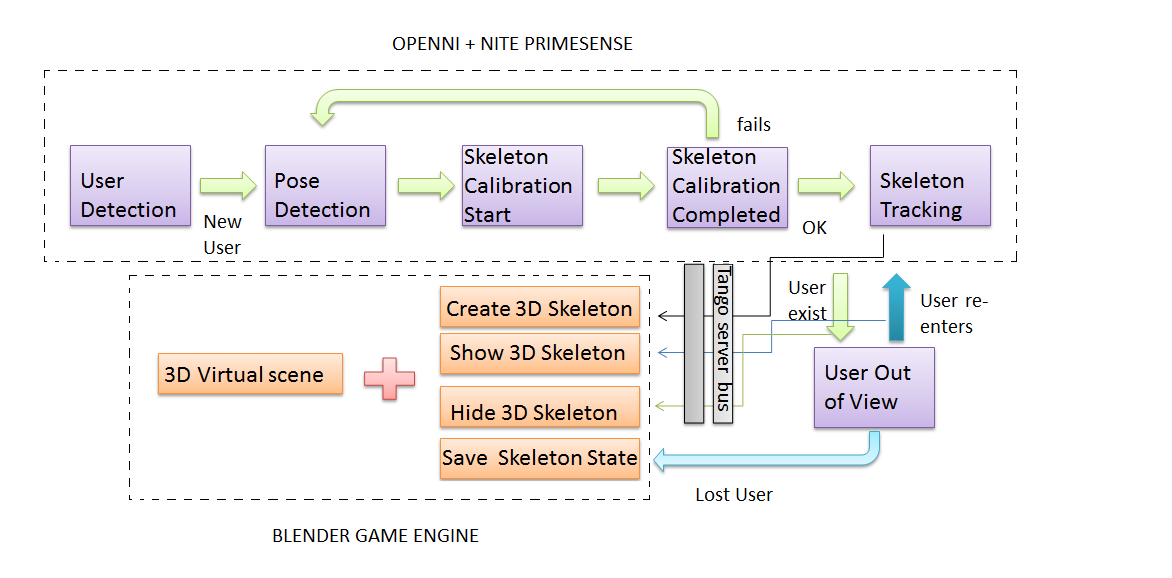 OPENNI + NITE PRIMESENSE
fails
User
Detection
New
User
Pose
Detection
Skeleton
Calibration
Start
Skeleton
Calibration
Completed
OK
Skeleton
Tracking
Tango server bus
User
exist
User re-
enters
User Out
of View
Lost User
Create 3D Skeleton
Show 3D Skeleton
3D Virtual scene
Hide 3D Skeleton
Save Skeleton State
BLENDER GAME ENGINE